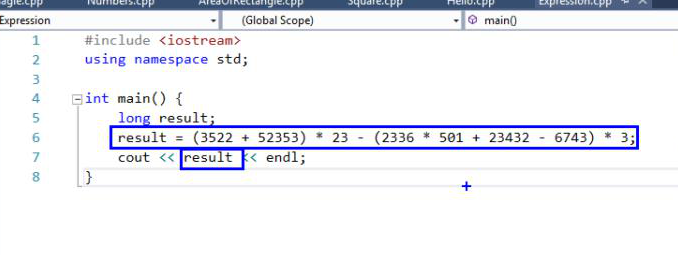 Numbers.cpp AreaOfRectangle.cpp Square.cpp Hello.cpp Expression.cpp
Expression (Global Scope) main()
1 #include <iostream>
2 using namespace std;
3
4 int main() {
5 long result;
6 result = (3522 + 52353) * 23 - (2336 * 501 + 23432 - 6743) * 3;
7 cout << result << endl;
8 }